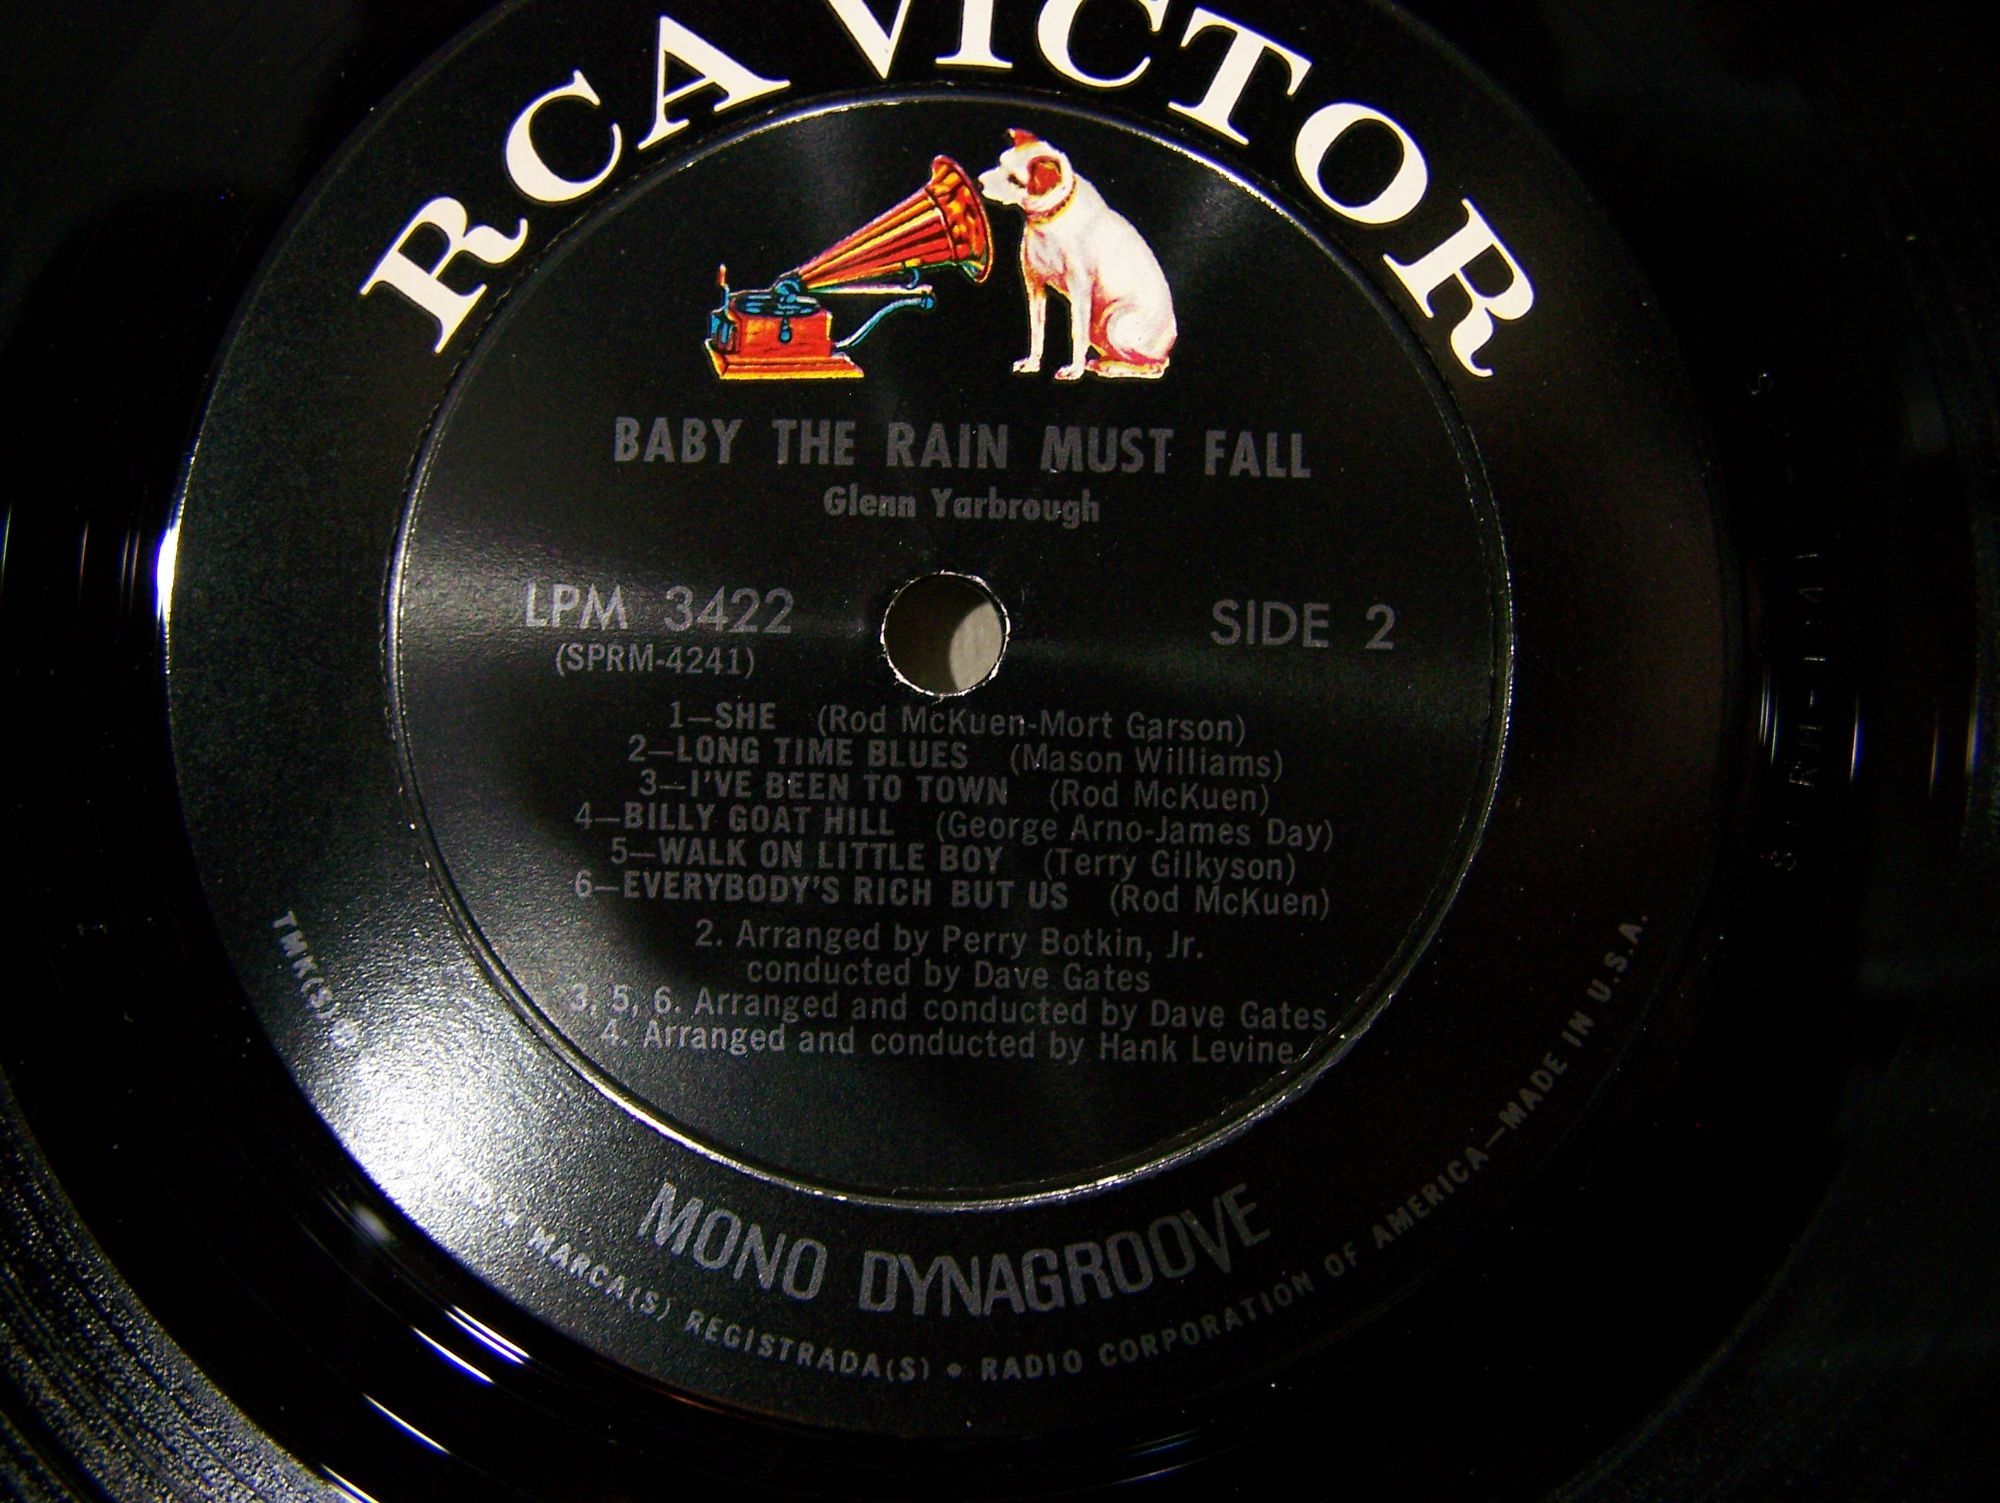 RCA VICTOR
BABY THE RAIN MUST FALL
Glenn Yarbrough
LPM 3422
(SPRM-4241)
SIDE 2
1—SHE (Rod McKuen-Mort Garson)
2—LONG TIME BLUES (Mason Williams)
3—I'VE BEEN TO TOWN (Rod McKuen)
4—BILLY GOAT HILL (George Arno-James Day)
5—WALK ON LITTLE BOY (Terry Gilkyson)
6—EVERYBODY'S RICH BUT US (Rod McKuen)
2. Arranged by Perry Botkin, Jr.
conducted by Dave Gates
3, 5, 6. Arranged and conducted by Dave Gates
4. Arranged and conducted by Hank Levine
MONO DYNAGROOVE
TMK(S) ® • MARCA(S) REGISTRADA(S) • RADIO CORPORATION OF AMERICA—MADE IN U.S.A.